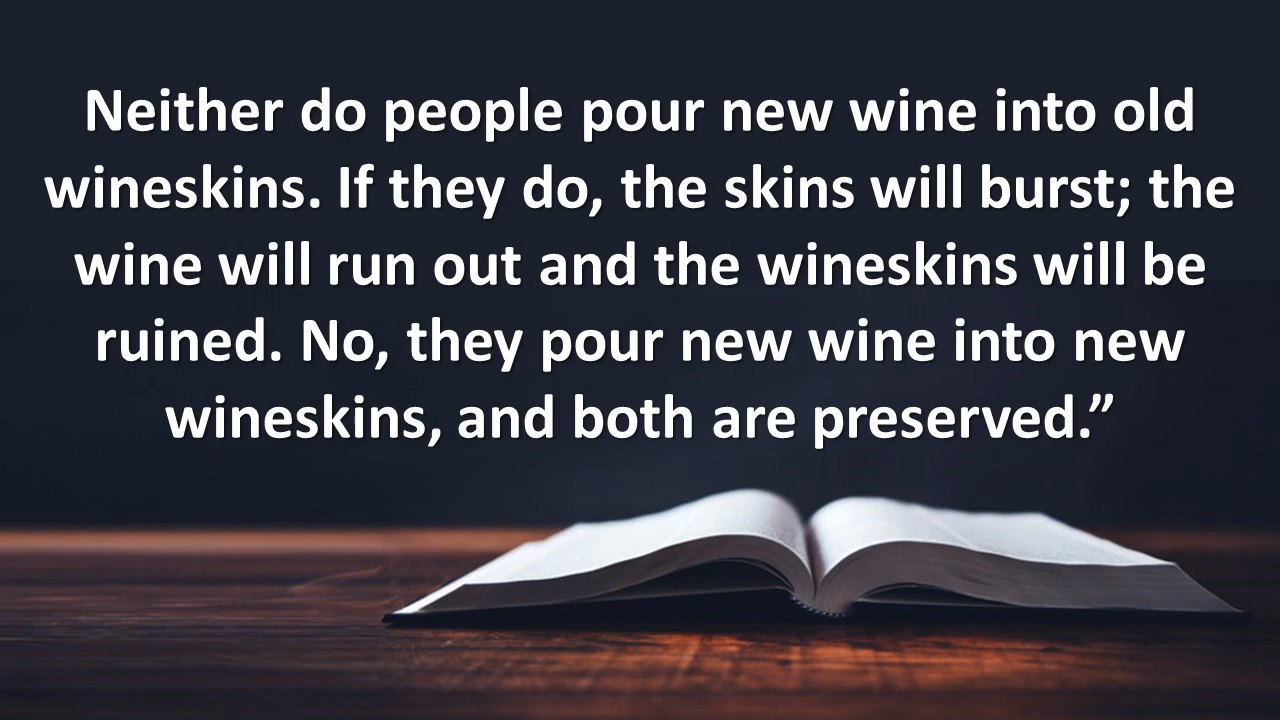 Neither do people pour new wine into old
wineskins. If they do, the skins will burst; the
wine will run out and the wineskins will be
ruined. No, they pour new wine into new
wineskins, and both are preserved.”